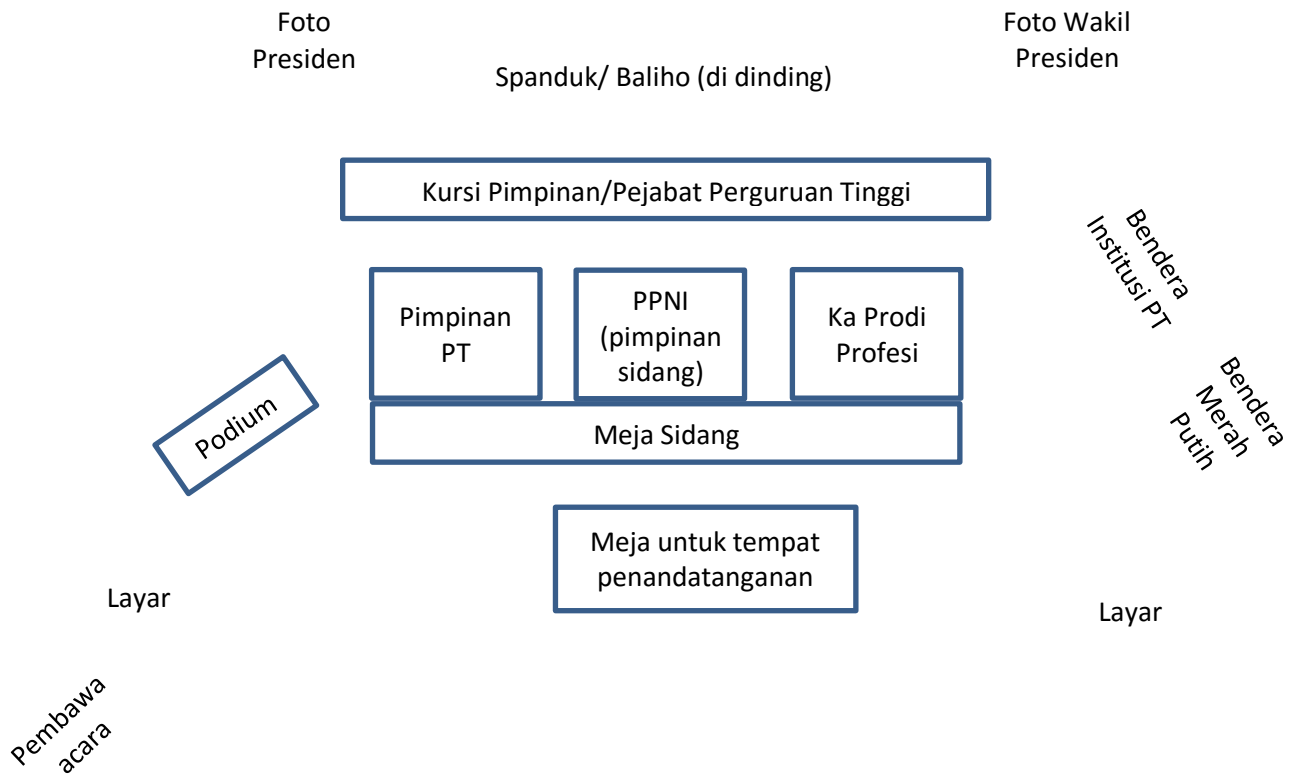 Foto
Presiden
Foto Wakil
Presiden
Spanduk/ Baliho (di dinding)
Kursi Pimpinan/Pejabat Perguruan Tinggi
Bendera
Institusi PT
Pimpinan
PT
PPNI
(pimpinan
sidang)
Ka Prodi
Profesi
Bendera
Merah
Putih
Podium
Meja Sidang
Meja untuk tempat
penandatanganan
Layar
Layar
Pembawa
acara